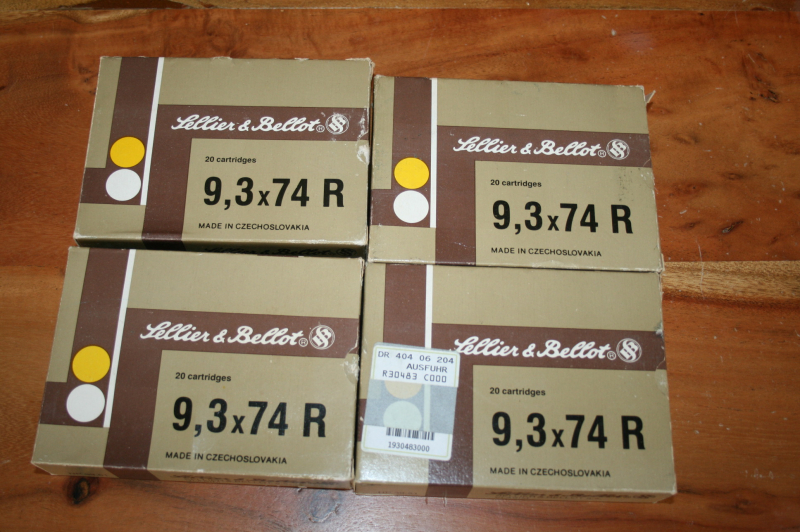 Sellier & Bellot®
20 cartridges
9,3x74 R
MADE IN CZECHOSLOVAKIA
Sellier & Bellot®
20 cartridges
9,3x74 R
MADE IN CZECHOSLOVAKIA
Sellier & Bellot®
20 cartridges
9,3x74 R
MADE IN CZECHOSLOVAKIA
Sellier & Bellot®
20 cartridges
9,3x74 R
MADE IN CZECHOSLOVAKIA
DR 404 06 204
AUSFUHR
R30483 C000
1930483000